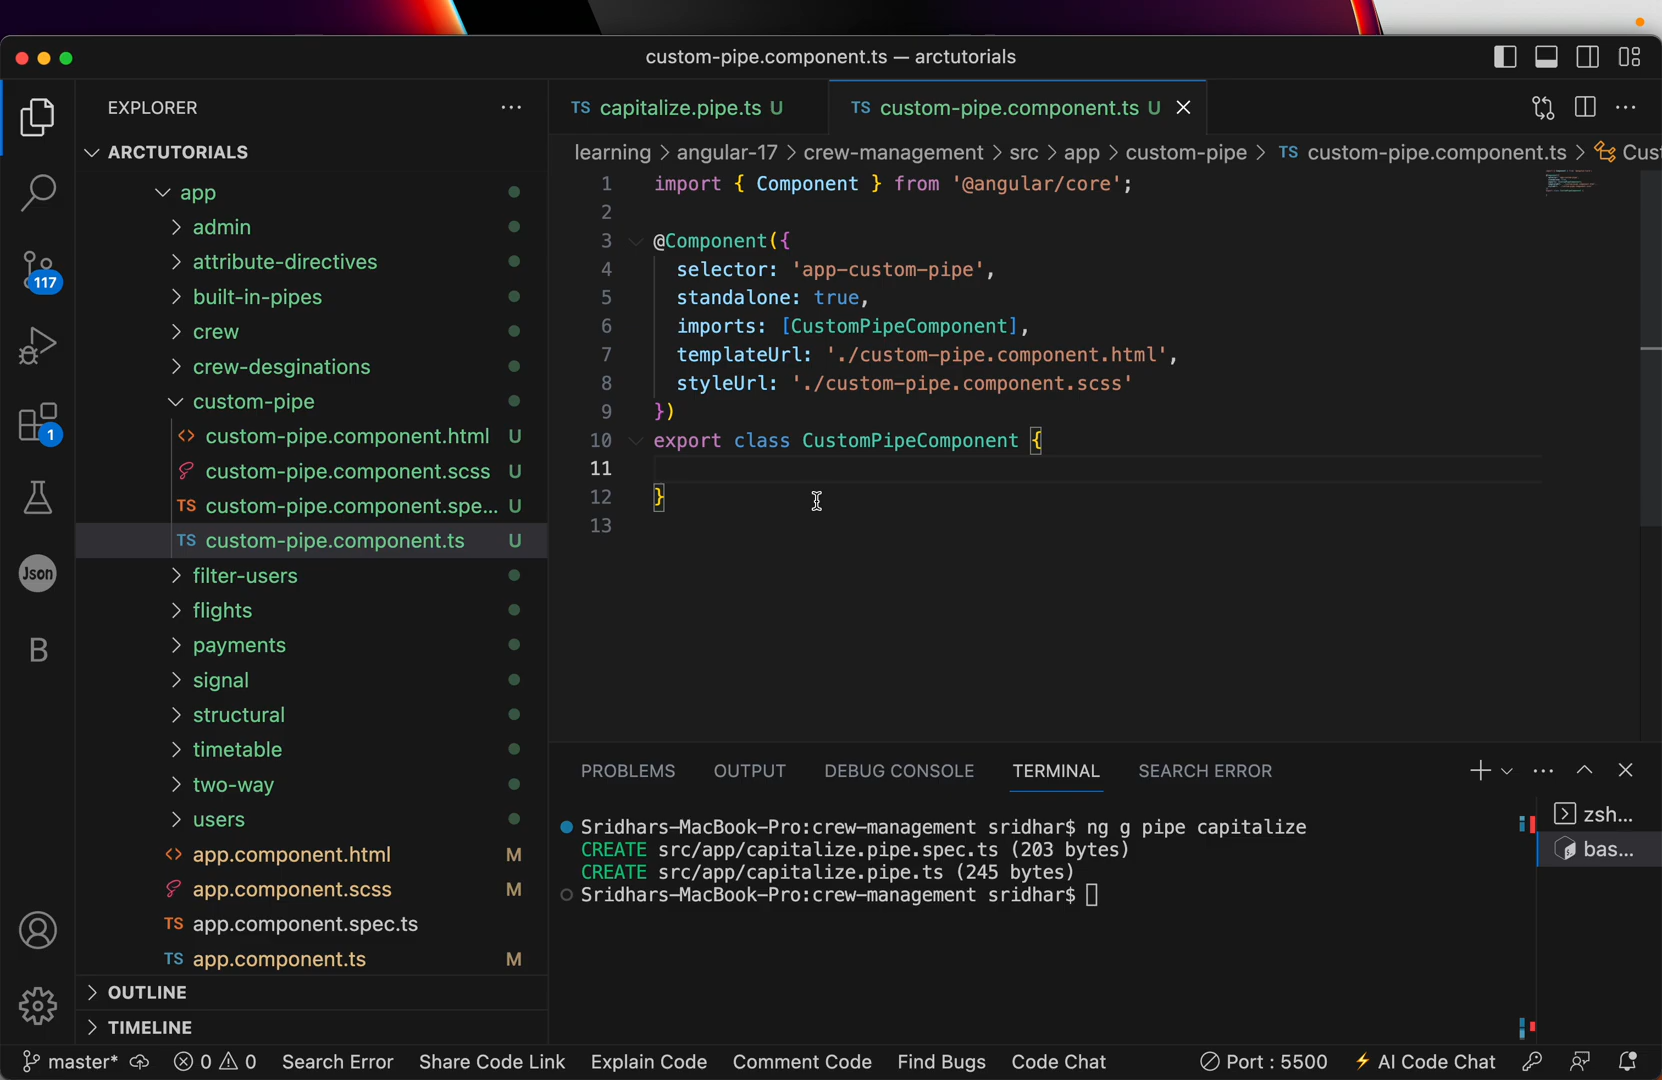 custom-pipe.component.ts — arctutorials
EXPLORER
ARCTUTORIALS
app
admin
attribute-directives
built-in-pipes
crew
crew-desginations
custom-pipe
custom-pipe.component.html U
custom-pipe.component.scss U
TS custom-pipe.component.spe... U
TS custom-pipe.component.ts U
filter-users
flights
payments
signal
structural
timetable
two-way
users
app.component.html M
app.component.scss M
TS app.component.spec.ts
TS app.component.ts M
OUTLINE
TIMELINE
117
1
Json
B
TS capitalize.pipe.ts U
TS custom-pipe.component.ts U
learning > angular-17 > crew-management > src > app > custom-pipe > TS custom-pipe.component.ts > Cust
1 import { Component } from '@angular/core';
2
3 @Component({
4 selector: 'app-custom-pipe',
5 standalone: true,
6 imports: [CustomPipeComponent],
7 templateUrl: './custom-pipe.component.html',
8 styleUrl: './custom-pipe.component.scss'
9 })
10 export class CustomPipeComponent {
11
12 }
13
PROBLEMS OUTPUT DEBUG CONSOLE TERMINAL SEARCH ERROR
Sridhars-MacBook-Pro:crew-management sridhar$ ng g pipe capitalize
CREATE src/app/capitalize.pipe.spec.ts (203 bytes)
CREATE src/app/capitalize.pipe.ts (245 bytes)
Sridhars-MacBook-Pro:crew-management sridhar$
zsh...
bas...
master* 0 0 Search Error Share Code Link Explain Code Comment Code Find Bugs Code Chat Port : 5500 AI Code Chat